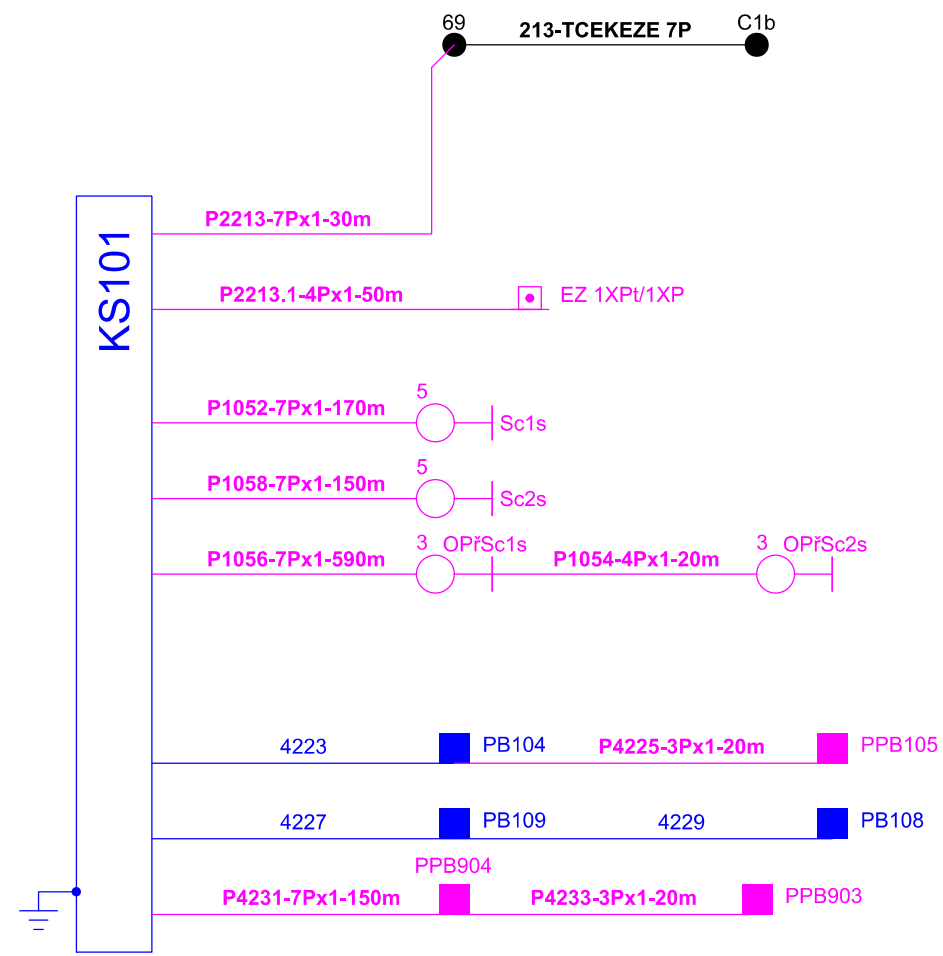 69
213-TCEKEZE 7P
C1b
KS101
P2213-7Px1-30m
P2213.1-4Px1-50m
EZ 1XPt/1XP
5
P1052-7Px1-170m
Sc1s
5
P1058-7Px1-150m
Sc2s
3 OPřSc1s
3 OPřSc2s
P1056-7Px1-590m
P1054-4Px1-20m
4223
PB104
P4225-3Px1-20m
PPB105
4227
PB109
4229
PB108
PPB904
P4231-7Px1-150m
P4233-3Px1-20m
PPB903